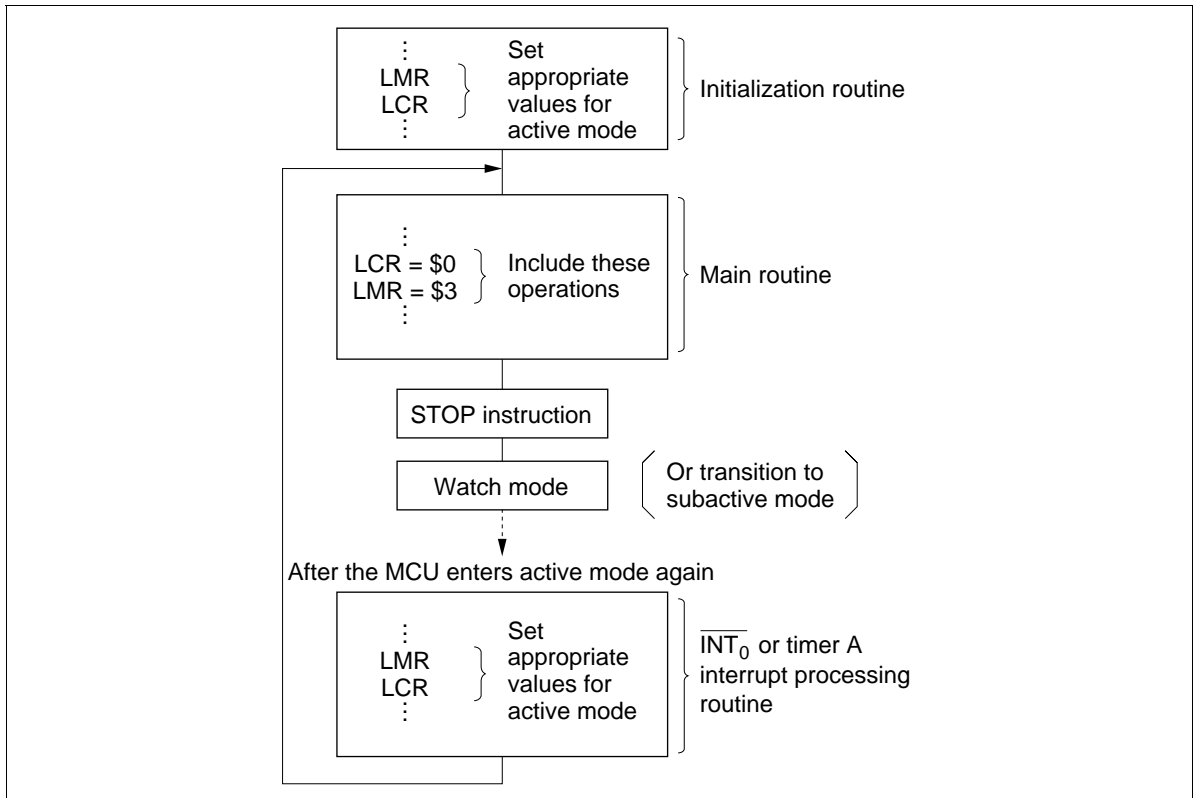 ⋮
LMR
LCR
⋮
Set
appropriate
values for
active mode
Initialization routine
⋮
LCR = $0
LMR = $3
⋮
Include these
operations
Main routine
STOP instruction
Watch mode
Or transition to
subactive mode
After the MCU enters active mode again
⋮
LMR
LCR
⋮
Set
appropriate
values for
active mode
I̅N̅T̅₀̅ or timer A
interrupt processing
routine